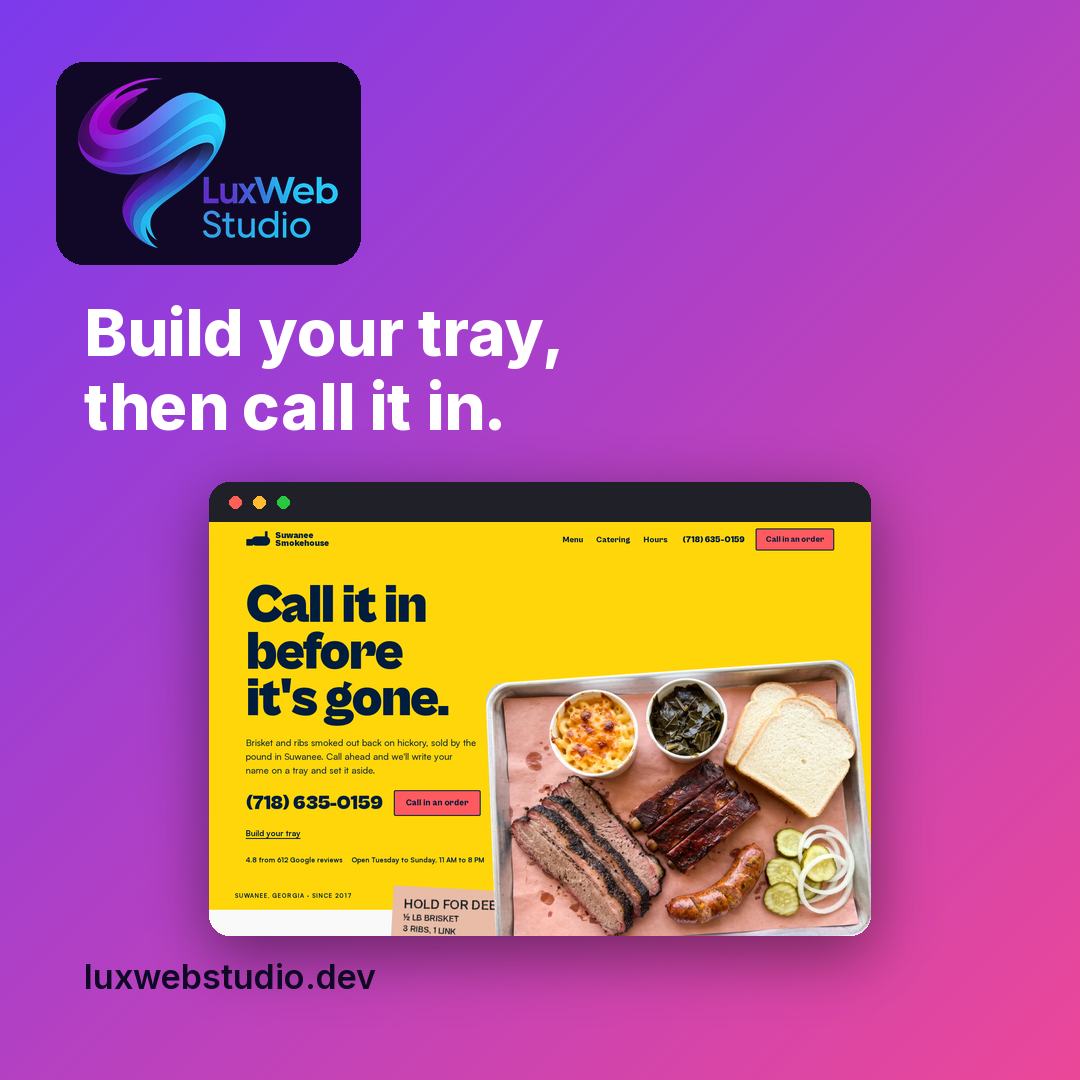 LuxWeb
Studio
Build your tray,
then call it in.
Suwanee
Smokehouse
Menu Catering Hours (718) 635-0159 Call in an order
Call it in
before
it's gone.
Brisket and ribs smoked out back on hickory, sold by the
pound in Suwanee. Call ahead and we'll write your
name on a tray and set it aside.
(718) 635-0159 Call in an order
Build your tray
4.8 from 612 Google reviews Open Tuesday to Sunday, 11 AM to 8 PM
SUWANEE, GEORGIA • SINCE 2017
HOLD FOR
½ LB BRISKET
3 RIBS, 1 LINK
luxwebstudio.dev